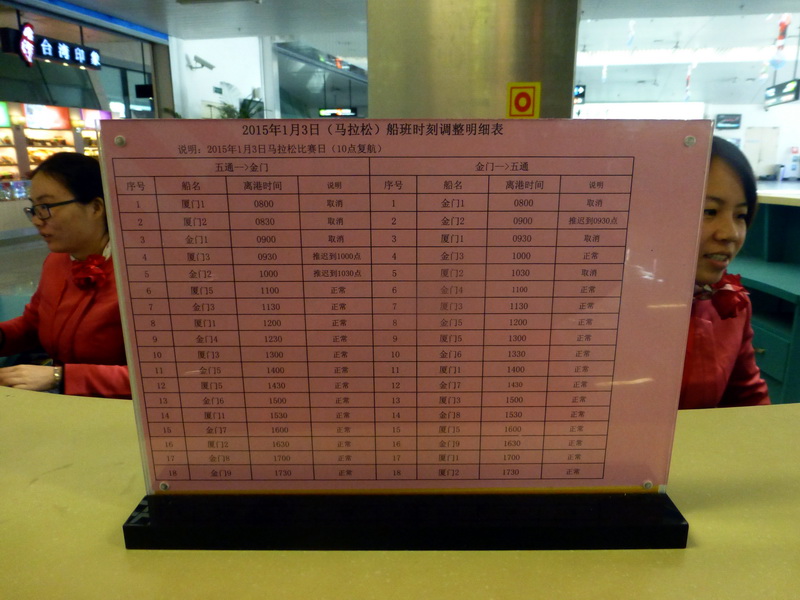 台湾印象
2015年1月3日（马拉松）船班时刻调整明细表
说明：2015年1月3日马拉松比赛日（10点复航）
五通—>金门 金门—>五通
序号 船名 离港时间 说明 序号 船名 离港时间 说明
1 厦门1 0800 取消 1 金门1 0800 取消
2 厦门2 0830 取消 2 金门2 0900 推迟到0930点
3 金门1 0900 取消 3 厦门1 0930 取消
4 厦门3 0930 推迟到1000点 4 金门3 1000 正常
5 金门2 1000 推迟到1030点 5 厦门2 1030 取消
6 厦门5 1100 正常 6 金门4 1100 正常
7 金门3 1130 正常 7 厦门3 1130 正常
8 厦门1 1200 正常 8 金门5 1200 正常
9 金门4 1230 正常 9 厦门5 1300 正常
10 厦门3 1300 正常 10 金门6 1330 正常
11 金门5 1400 正常 11 厦门1 1400 正常
12 厦门5 1430 正常 12 金门7 1430 正常
13 金门6 1500 正常 13 厦门3 1500 正常
14 厦门1 1530 正常 14 金门8 1530 正常
15 金门7 1600 正常 15 厦门5 1600 正常
16 厦门2 1630 正常 16 金门9 1630 正常
17 金门8 1700 正常 17 厦门1 1700 正常
18 金门9 1730 正常 18 厦门2 1730 正常